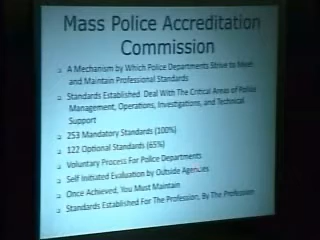 Mass Police Accreditation
Commission
A Mechanism by Which Police Departments Strive to Meet
and Maintain Professional Standards
Standards Established Deal With The Critical Areas of Police
Management, Operations, Investigations, and Technical
Support
253 Mandatory Standards (100%)
122 Optional Standards (65%)
Voluntary Process For Police Departments
Self Initiated Evaluation by Outside Agencies
Once Achieved, You Must Maintain
Standards Established For The Profession, By The Profession